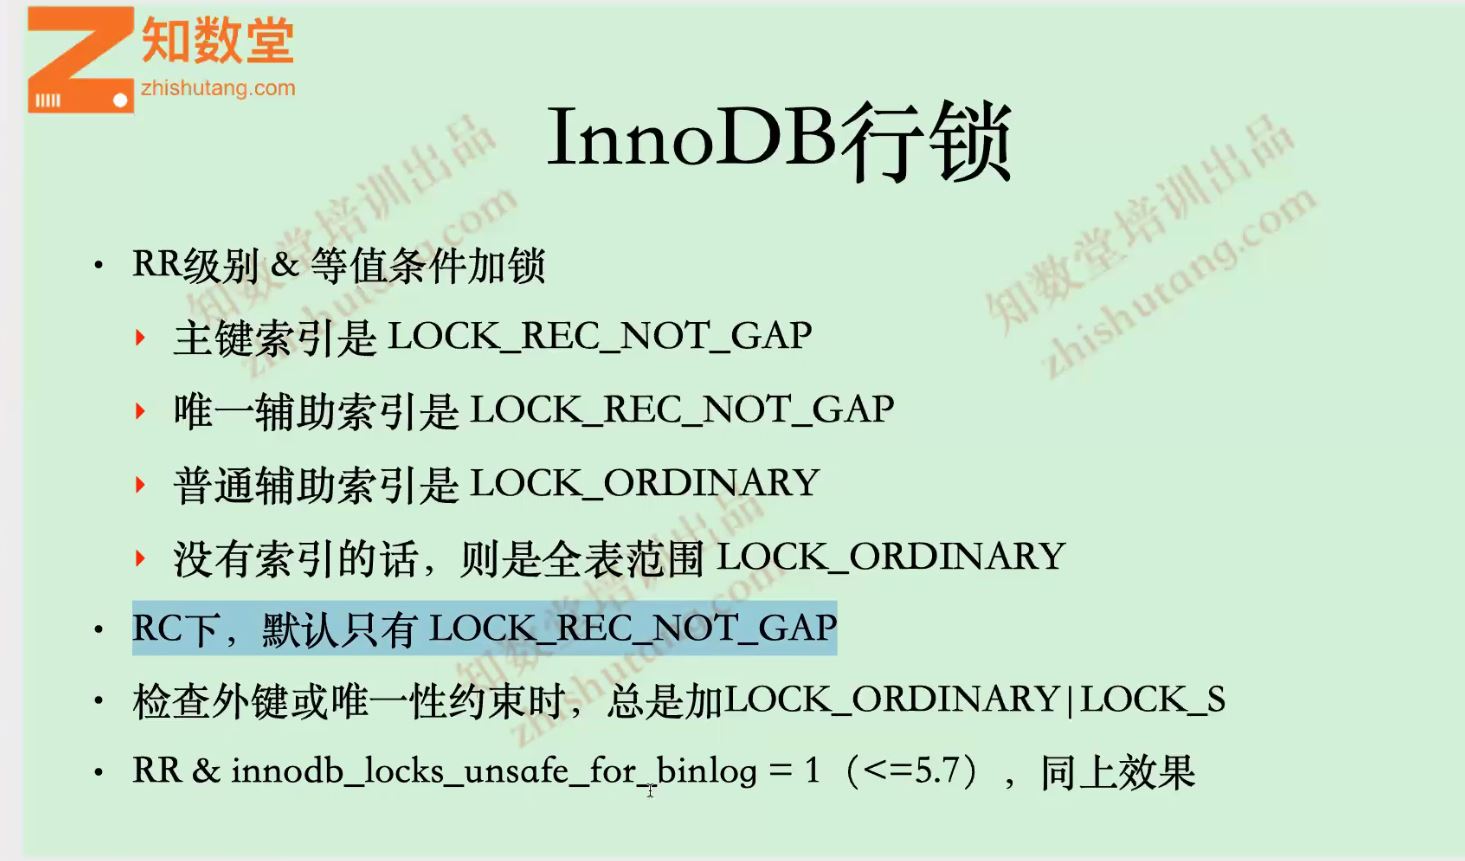 知数堂
zhishutang.com
InnoDB行锁
• RR级别 & 等值条件加锁
主键索引是 LOCK_REC_NOT_GAP
唯一辅助索引是 LOCK_REC_NOT_GAP
普通辅助索引是 LOCK_ORDINARY
没有索引的话，则是全表范围 LOCK_ORDINARY
• RC下，默认只有 LOCK_REC_NOT_GAP
• 检查外键或唯一性约束时，总是加LOCK_ORDINARY|LOCK_S
• RR & innodb_locks_unsafe_for_binlog = 1（<=5.7），同上效果
知数堂培训出品
zhishutang.com
知数堂培训出品
zhishutang.com
知数堂培训出品
zhishutang.com